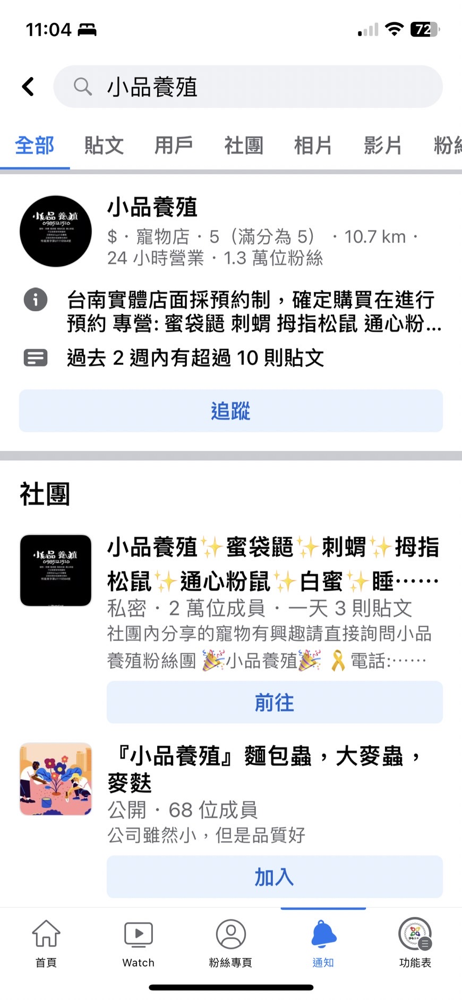 11:04
72
小品養殖
全部 貼文 用戶 社團 相片 影片 粉絲
小品養殖
0985121510
小品養殖
$ · 寵物店 · 5（滿分為 5） · 10.7 km ·
24 小時營業 · 1.3 萬位粉絲
台南實體店面採預約制，確定購買在進行
預約 專營: 蜜袋鼯 刺蝟 拇指松鼠 通心粉...
過去 2 週內有超過 10 則貼文
追蹤
社團
小品養殖
0985121510
小品養殖✨蜜袋鼯✨刺蝟✨拇指
松鼠✨通心粉鼠✨白蜜✨睡⋯⋯
私密 · 2 萬位成員 · 一天 3 則貼文
社團內分享的寵物有興趣請直接詢問小品
養殖粉絲團 🎉小品養殖🎉 🎗️電話:⋯⋯
前往
『小品養殖』麵包蟲，大麥蟲，
麥麩
公開 · 68 位成員
公司雖然小，但是品質好
加入
首頁 Watch 粉絲專頁 通知 功能表